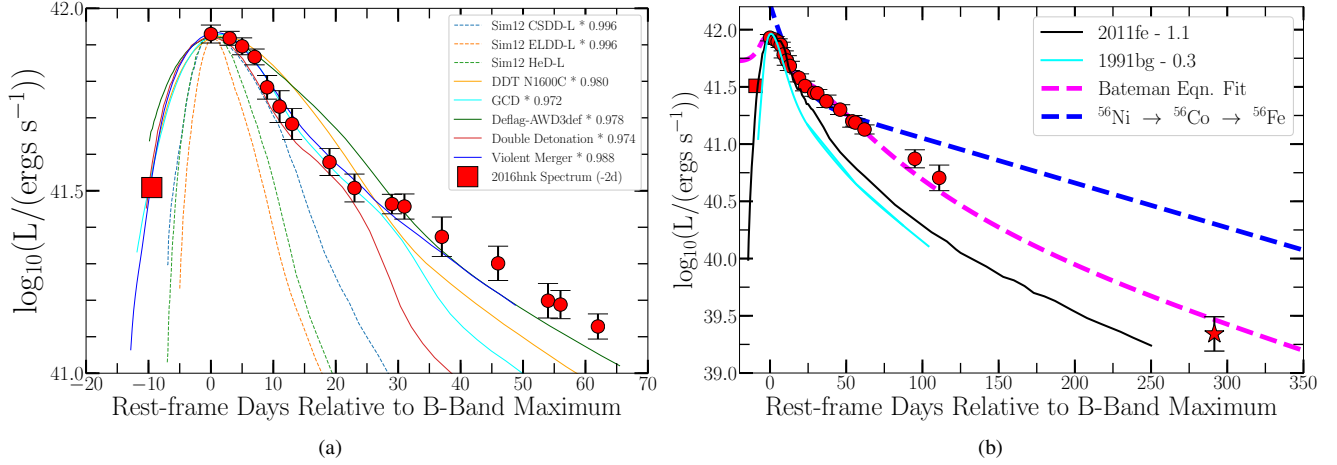 42.0
41.5
41.0
log₁₀(L/(ergs s⁻¹))
−20 −10 0 10 20 30 40 50 60 70
Rest-frame Days Relative to B-Band Maximum
Sim12 CSDD-L * 0.996
Sim12 ELDD-L * 0.996
Sim12 HeD-L
DDT N1600C * 0.980
GCD * 0.972
Deflag-AWD3def * 0.978
Double Detonation * 0.974
Violent Merger * 0.988
2016hnk Spectrum (-2d)
(a)
42.0
41.5
41.0
40.5
40.0
39.5
39.0
log₁₀(L/(ergs s⁻¹))
0 50 100 150 200 250 300 350
Rest-frame Days Relative to B-Band Maximum
2011fe - 1.1
1991bg - 0.3
Bateman Eqn. Fit
⁵⁶Ni → ⁵⁶Co → ⁵⁶Fe
(b)